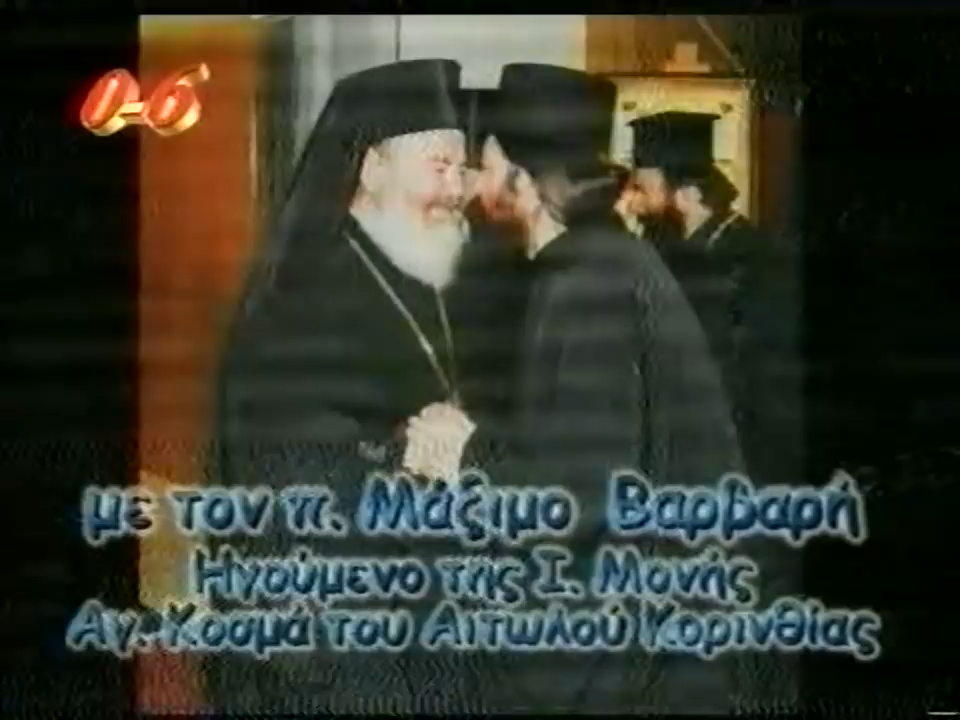 0-6
με τον π. Μάξιμο Βαρβαρή
Ηγούμενο της Ι. Μονής
Αγ. Κοσμά του Αιτωλού Κορινθίας